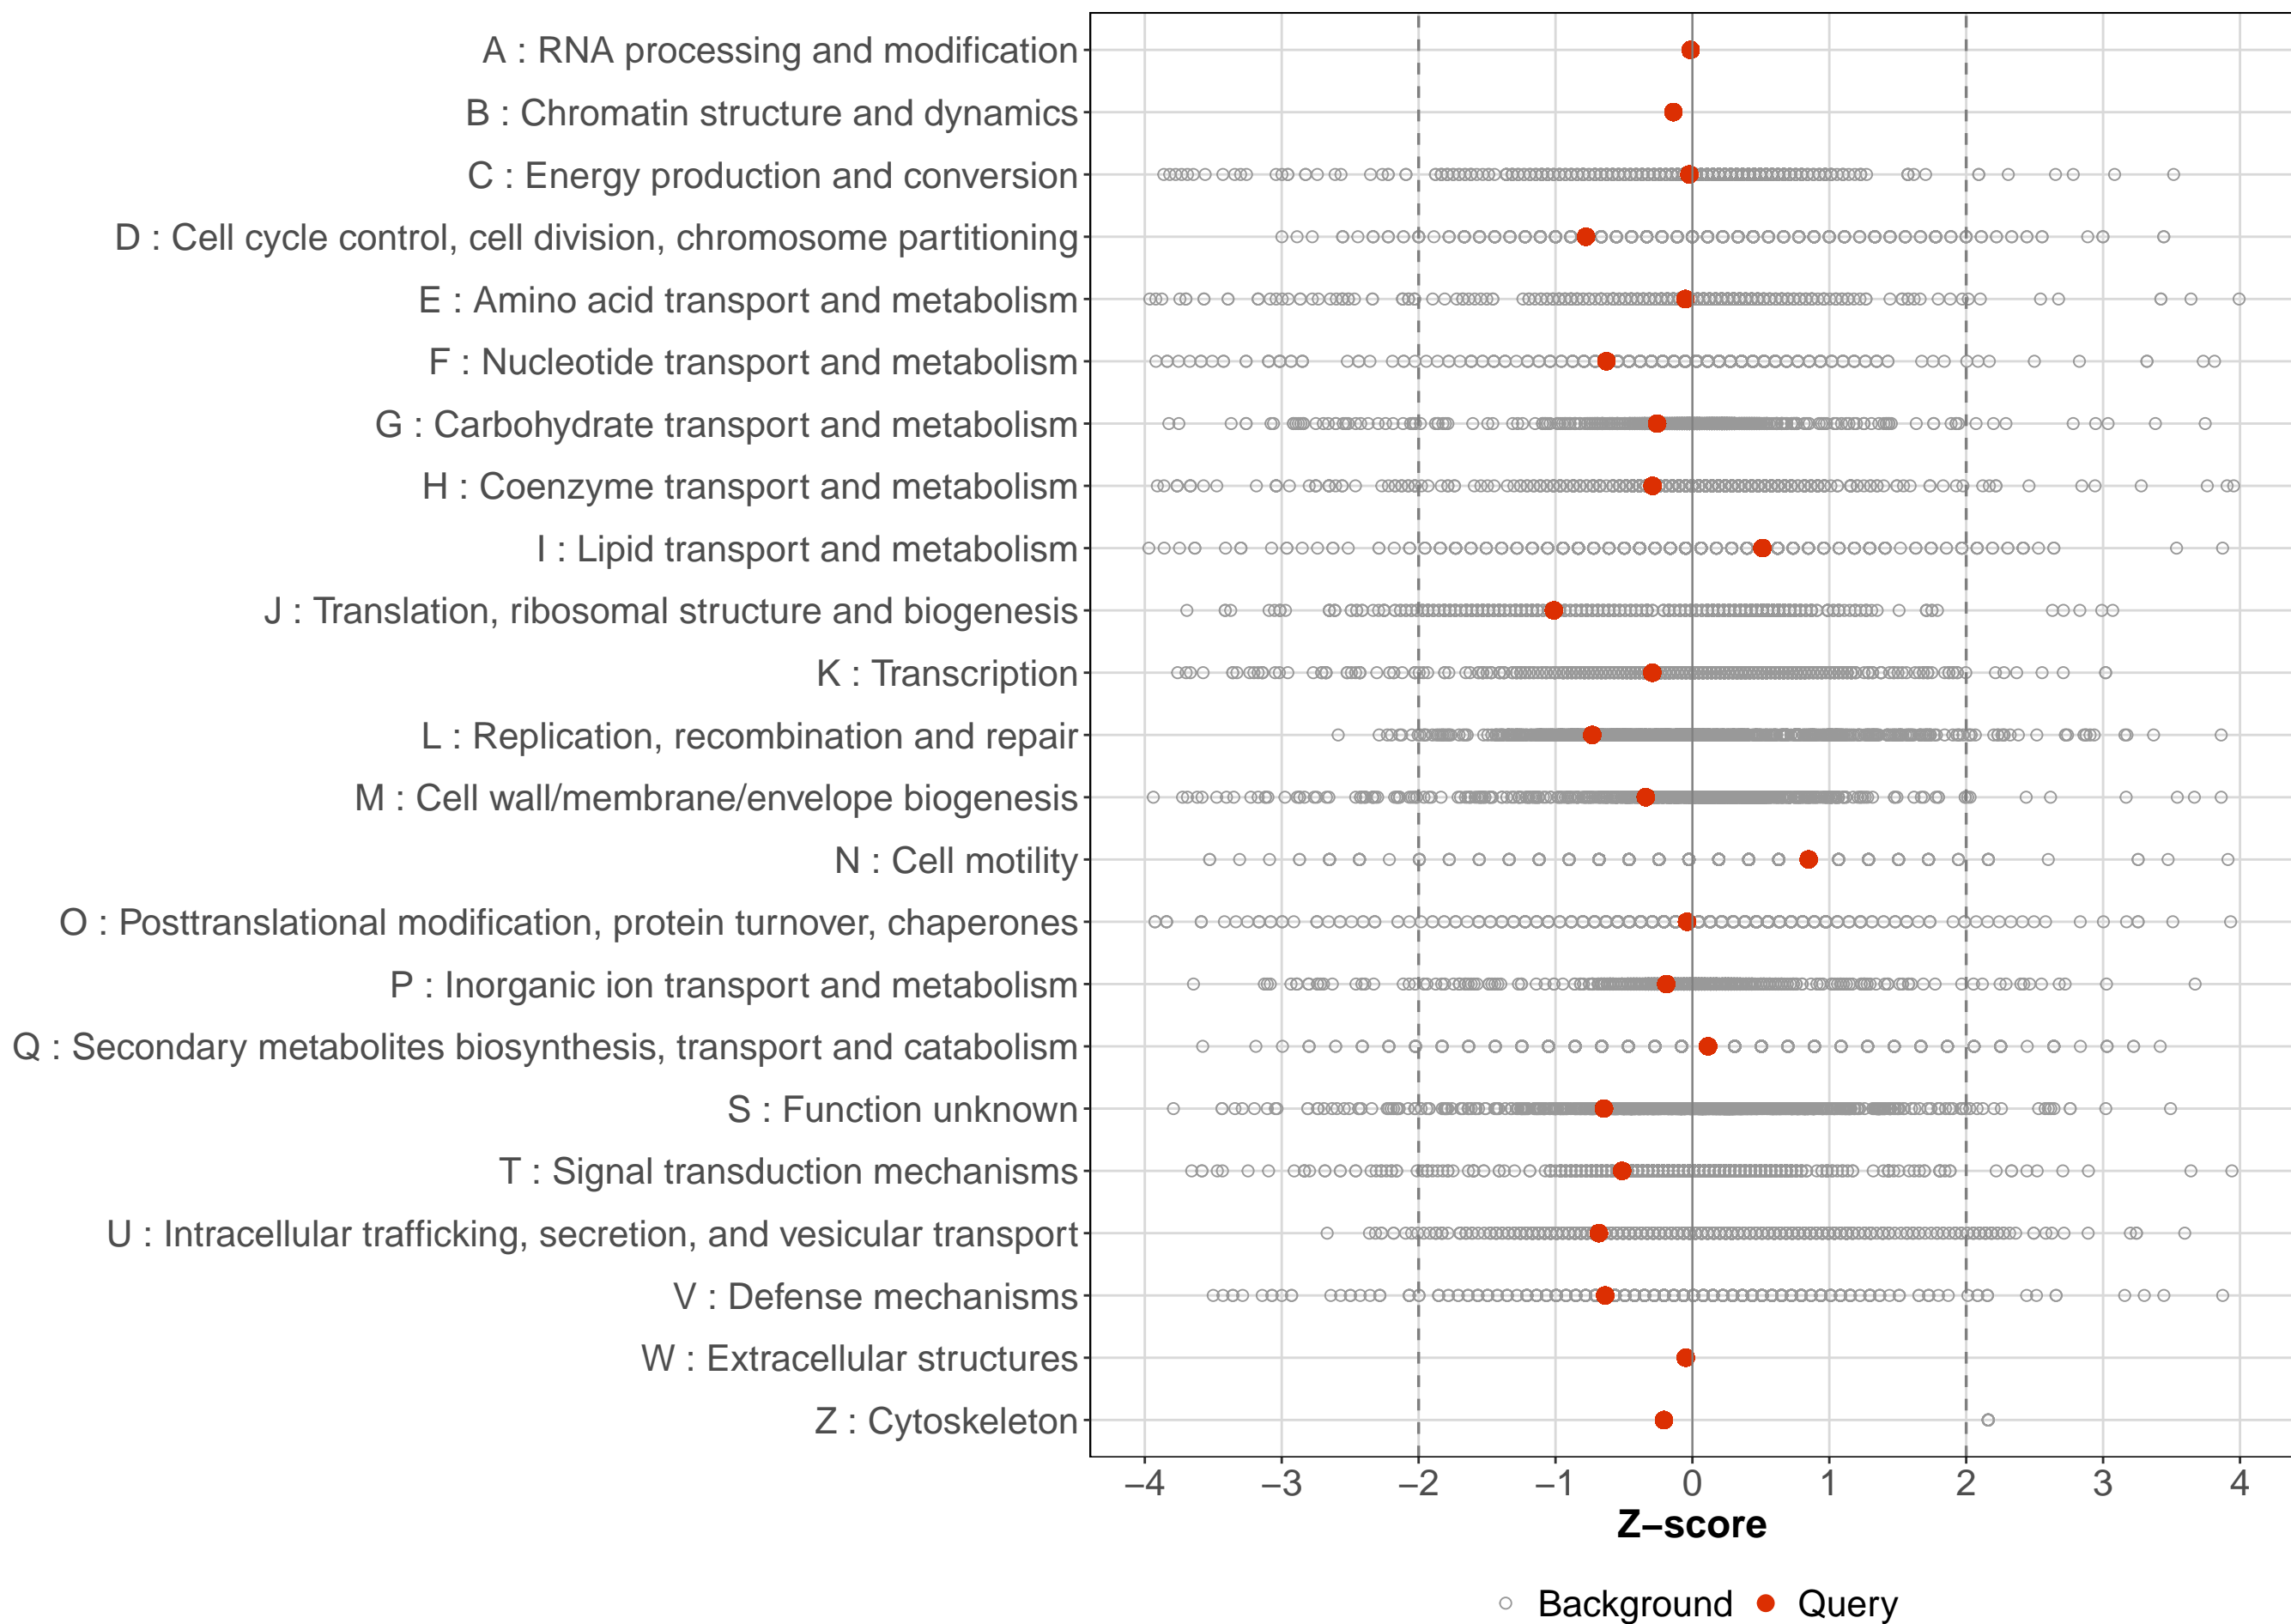 A : RNA processing and modification
B : Chromatin structure and dynamics
C : Energy production and conversion
D : Cell cycle control, cell division, chromosome partitioning
E : Amino acid transport and metabolism
F : Nucleotide transport and metabolism
G : Carbohydrate transport and metabolism
H : Coenzyme transport and metabolism
I : Lipid transport and metabolism
J : Translation, ribosomal structure and biogenesis
K : Transcription
L : Replication, recombination and repair
M : Cell wall/membrane/envelope biogenesis
N : Cell motility
O : Posttranslational modification, protein turnover, chaperones
P : Inorganic ion transport and metabolism
Q : Secondary metabolites biosynthesis, transport and catabolism
S : Function unknown
T : Signal transduction mechanisms
U : Intracellular trafficking, secretion, and vesicular transport
V : Defense mechanisms
W : Extracellular structures
Z : Cytoskeleton
−4 −3 −2 −1 0 1 2 3 4
Z−score
Background Query